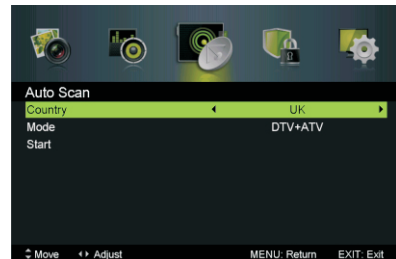 Auto Scan
Country UK
Mode DTV+ATV
Start
Move Adjust MENU: Return EXIT: Exit